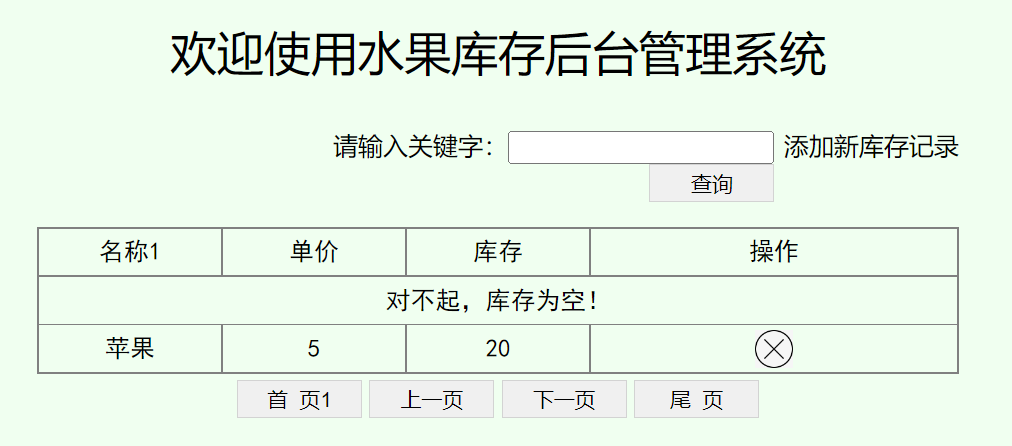 欢迎使用水果库存后台管理系统
请输入关键字： 添加新库存记录
查询
名称1 单价 库存 操作
对不起，库存为空！
苹果 5 20
首 页1 上一页 下一页 尾 页